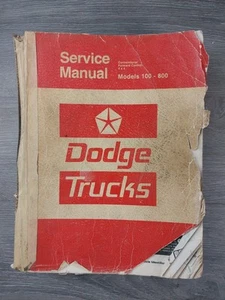 Service
Manual
Models 100 - 800
Dodge
Trucks